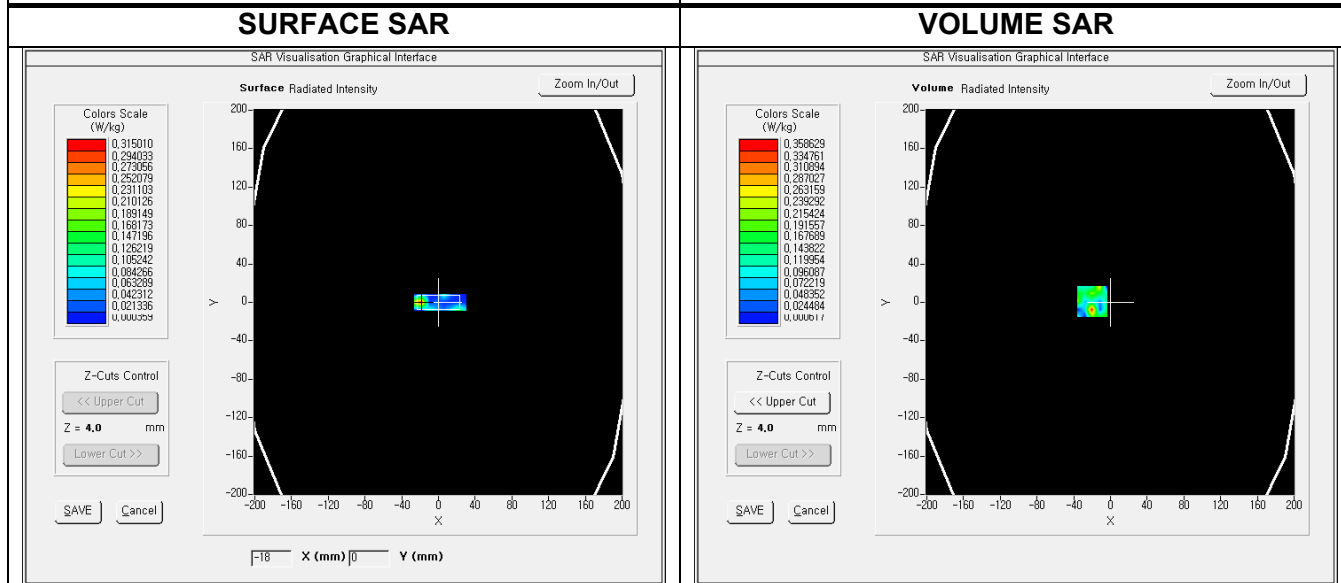 SURFACE SAR
SAR Visualisation Graphical Interface
Surface Radiated Intensity
Zoom In/Out
Colors Scale
(W/kg)
0,315010
0,294033
0,273056
0,252079
0,231103
0,210126
0,189149
0,168173
0,147196
0,126219
0,105242
0,084266
0,063289
0,042312
0,021336
0,000359
Z-Cuts Control
<< Upper Cut
Z = 4,0 mm
Lower Cut >>
SAVE Cancel
200
160
120
80
40
0
-40
-80
-120
-160
-200
Y
-200 -160 -120 -80 -40 0 40 80 120 160 200
X
-18 X (mm) 0 Y (mm)
VOLUME SAR
SAR Visualisation Graphical Interface
Volume Radiated Intensity
Zoom In/Out
Colors Scale
(W/kg)
0,358629
0,334761
0,310894
0,287027
0,263159
0,239292
0,215424
0,191557
0,167689
0,143822
0,119954
0,096087
0,072219
0,048352
0,024484
0,000617
Z-Cuts Control
<< Upper Cut
Z = 4,0 mm
Lower Cut >>
SAVE Cancel
200
160
120
80
40
0
-40
-80
-120
-160
-200
Y
-200 -160 -120 -80 -40 0 40 80 120 160 200
X